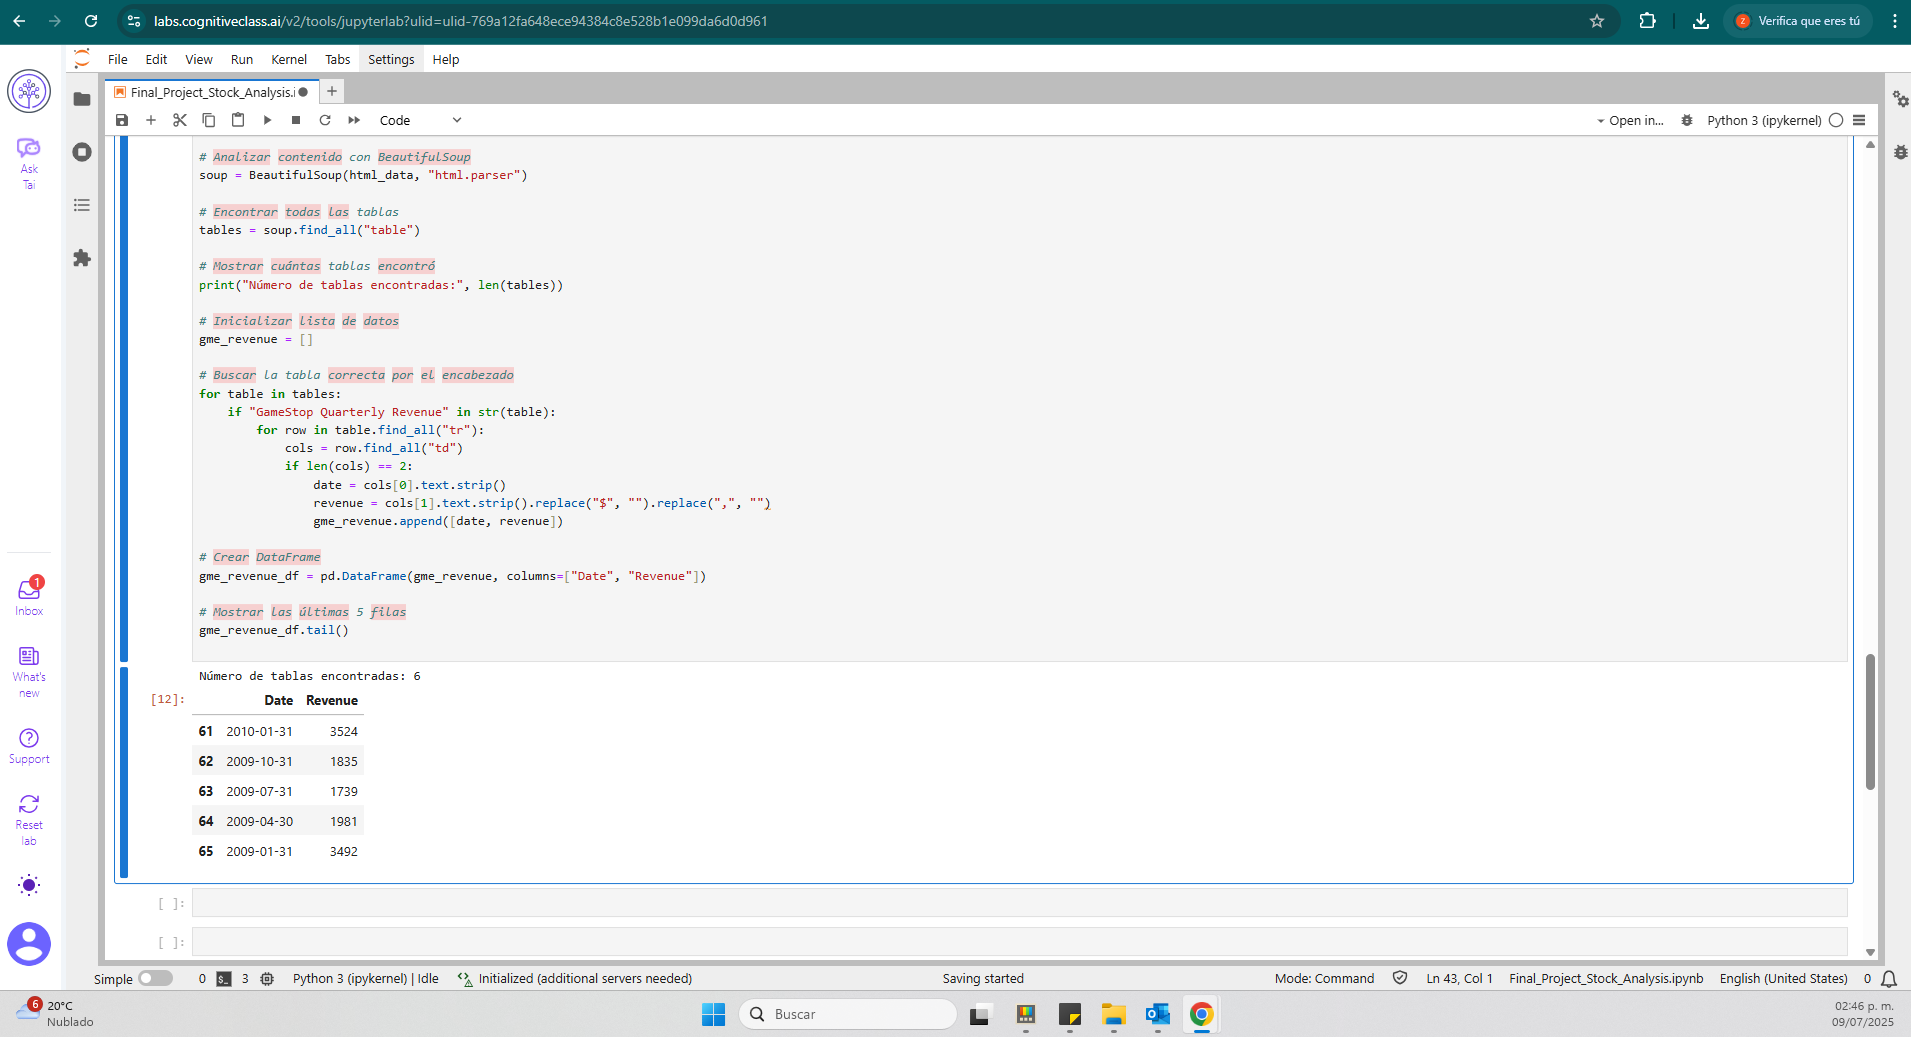 labs.cognitiveclass.ai/v2/tools/jupyterlab?ulid=ulid-769a12fa648ece94384c8e528b1e099da6d0d961
Z
Verifica que eres tú
File Edit View Run Kernel Tabs Settings Help
Final_Project_Stock_Analysis.i
Code
Open in...
Python 3 (ipykernel)
Ask
Tai
1
Inbox
What's
new
Support
Reset
lab
# Analizar contenido con BeautifulSoup
soup = BeautifulSoup(html_data, "html.parser")
# Encontrar todas las tablas
tables = soup.find_all("table")
# Mostrar cuántas tablas encontró
print("Número de tablas encontradas:", len(tables))
# Inicializar lista de datos
gme_revenue = []
# Buscar la tabla correcta por el encabezado
for table in tables:
    if "GameStop Quarterly Revenue" in str(table):
        for row in table.find_all("tr"):
            cols = row.find_all("td")
            if len(cols) == 2:
                date = cols[0].text.strip()
                revenue = cols[1].text.strip().replace("$", "").replace(",", "")
                gme_revenue.append([date, revenue])
# Crear DataFrame
gme_revenue_df = pd.DataFrame(gme_revenue, columns=["Date", "Revenue"])
# Mostrar las últimas 5 filas
gme_revenue_df.tail()
Número de tablas encontradas: 6
[12]:
Date Revenue
61 2010-01-31 3524
62 2009-10-31 1835
63 2009-07-31 1739
64 2009-04-30 1981
65 2009-01-31 3492
[ ]:
[ ]:
Simple 0 $_ 3 Python 3 (ipykernel) | Idle Initialized (additional servers needed) Saving started Mode: Command Ln 43, Col 1 Final_Project_Stock_Analysis.ipynb English (United States) 0
6
20°C
Nublado
Buscar
02:46 p. m.
09/07/2025